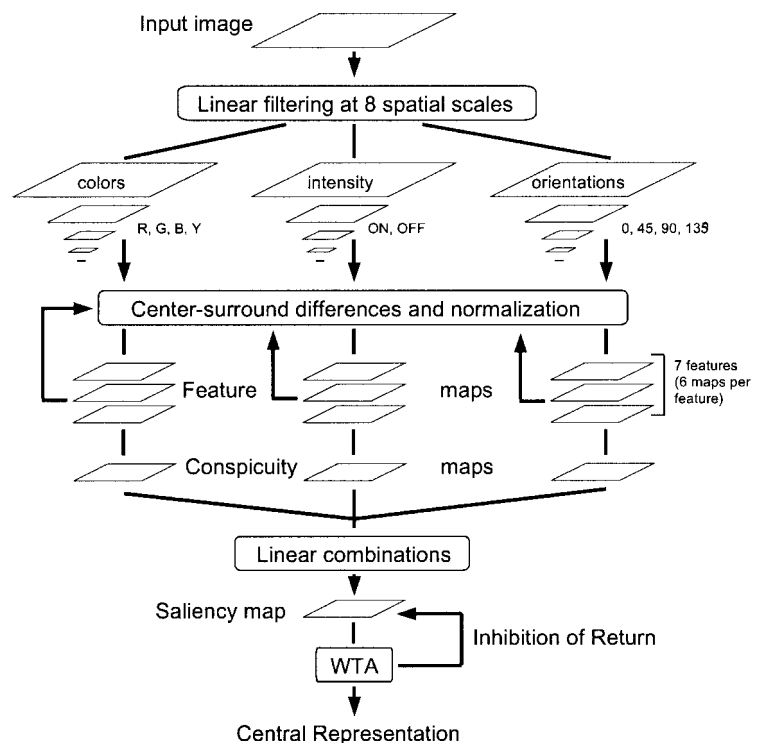 Input image
Linear filtering at 8 spatial scales
colors
intensity
orientations
R, G, B, Y
ON, OFF
0, 45, 90, 135°
Center-surround differences and normalization
Feature
maps
7 features
(6 maps per
feature)
Conspicuity
maps
Linear combinations
Saliency map
Inhibition of Return
WTA
Central Representation